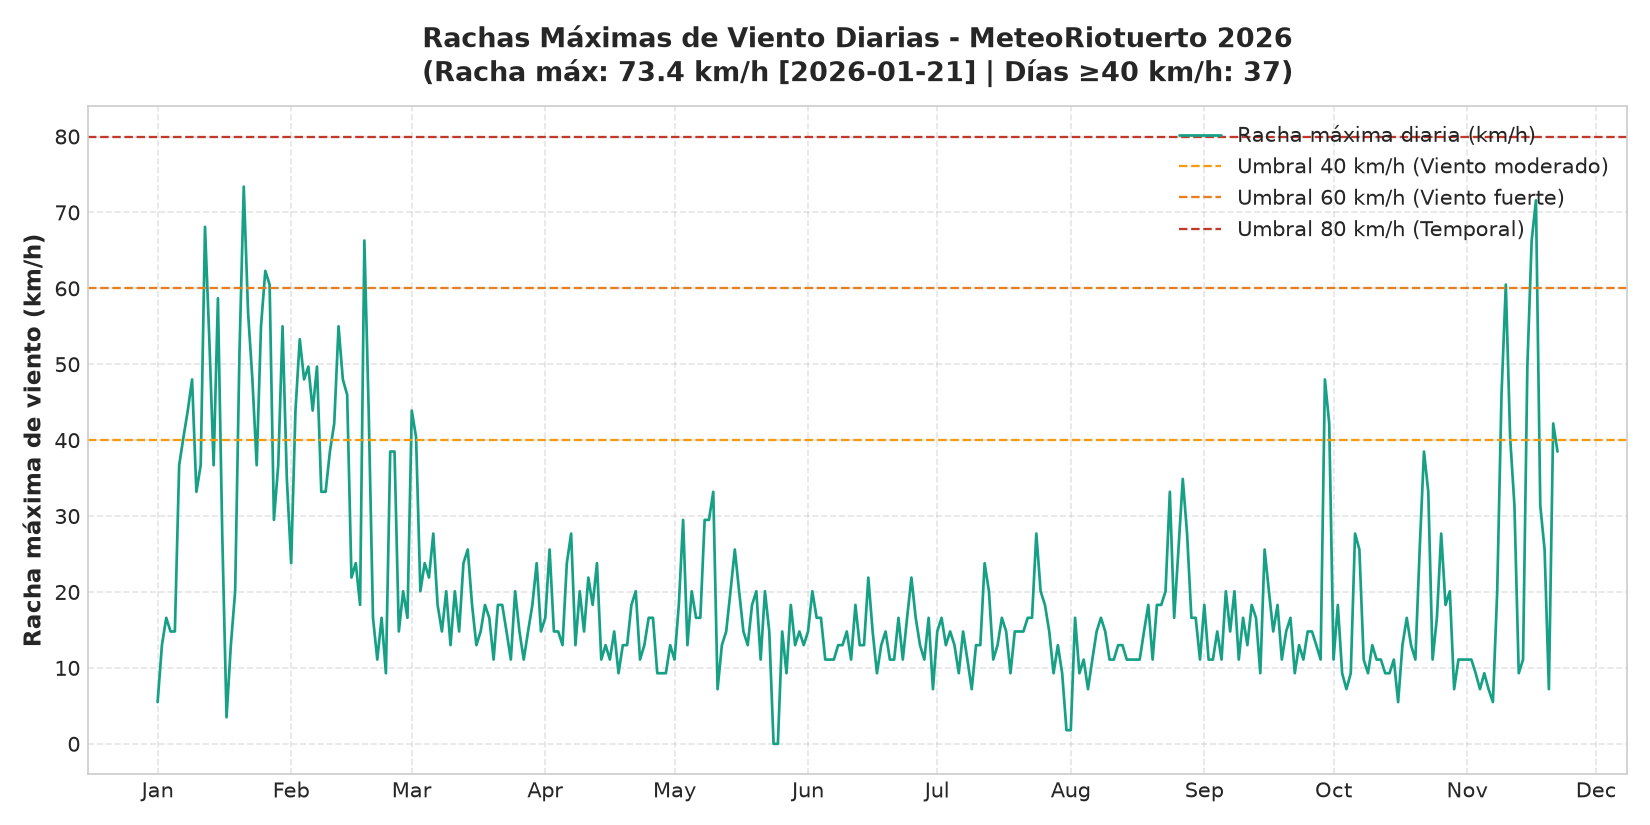 Rachas Máximas de Viento Diarias - MeteoRiotuerto 2026
(Racha máx: 73.4 km/h [2026-01-21] | Días ≥40 km/h: 37)
Racha máxima de viento (km/h)
80
70
60
50
40
30
20
10
0
Racha máxima diaria (km/h)
Umbral 40 km/h (Viento moderado)
Umbral 60 km/h (Viento fuerte)
Umbral 80 km/h (Temporal)
Jan Feb Mar Apr May Jun Jul Aug Sep Oct Nov Dec